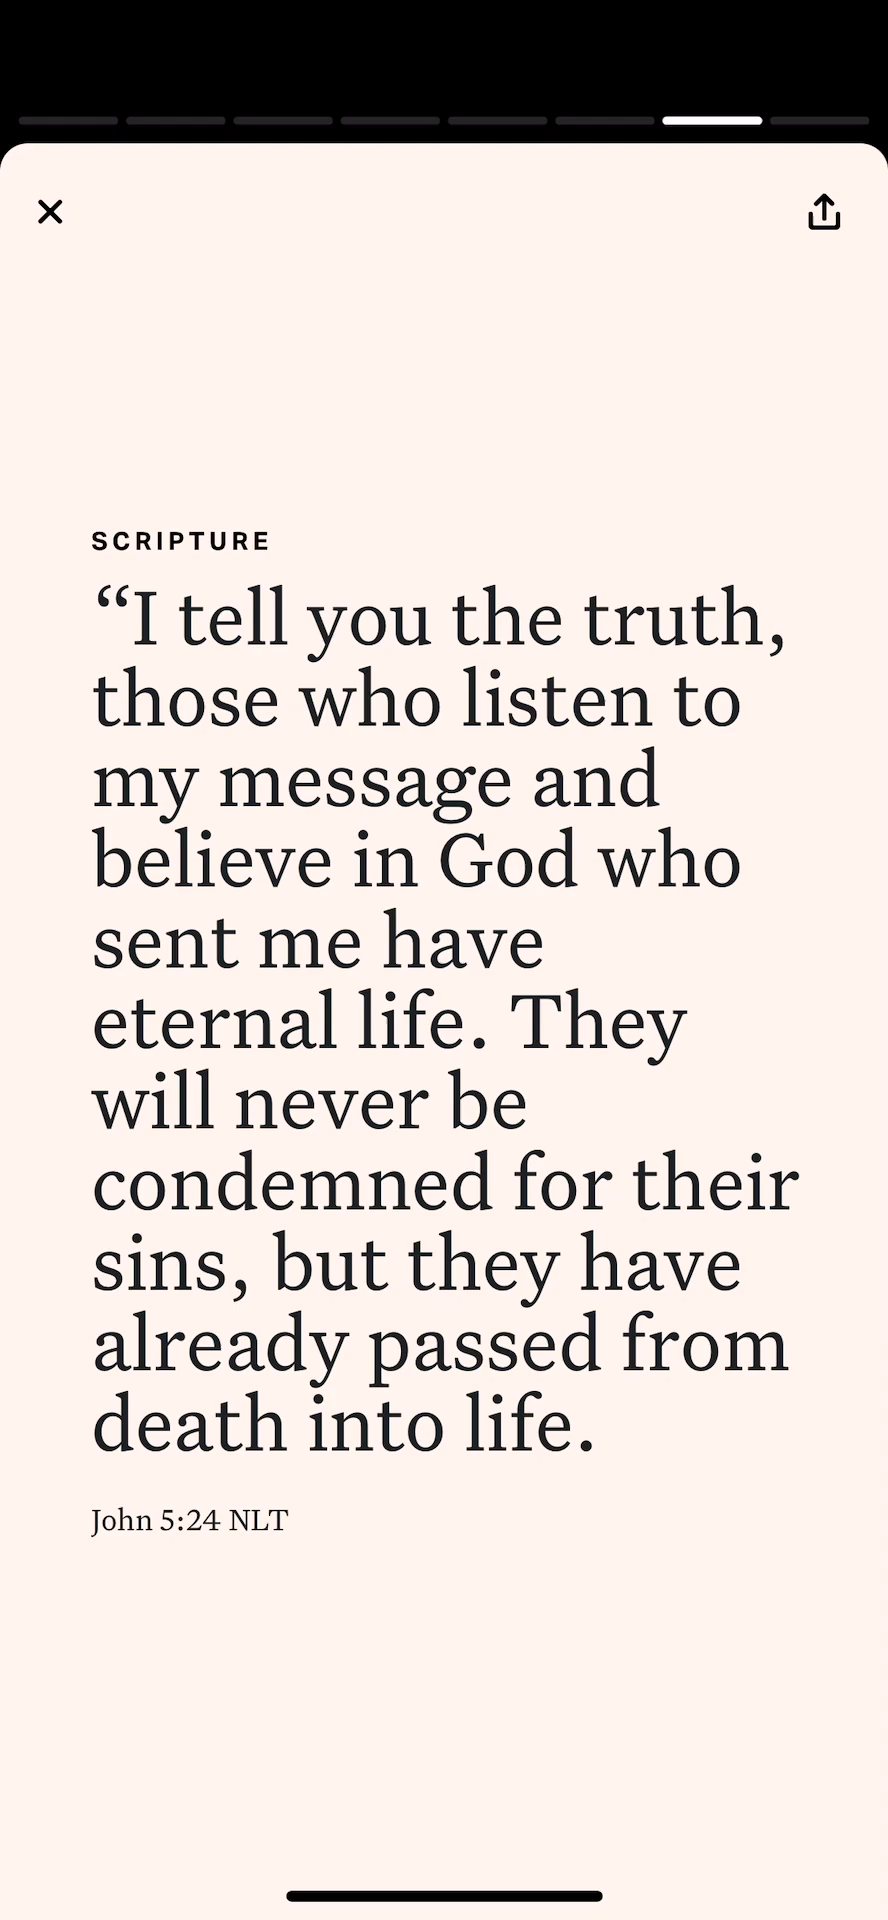 SCRIPTURE
“I tell you the truth,
those who listen to
my message and
believe in God who
sent me have
eternal life. They
will never be
condemned for their
sins, but they have
already passed from
death into life.
John 5:24 NLT